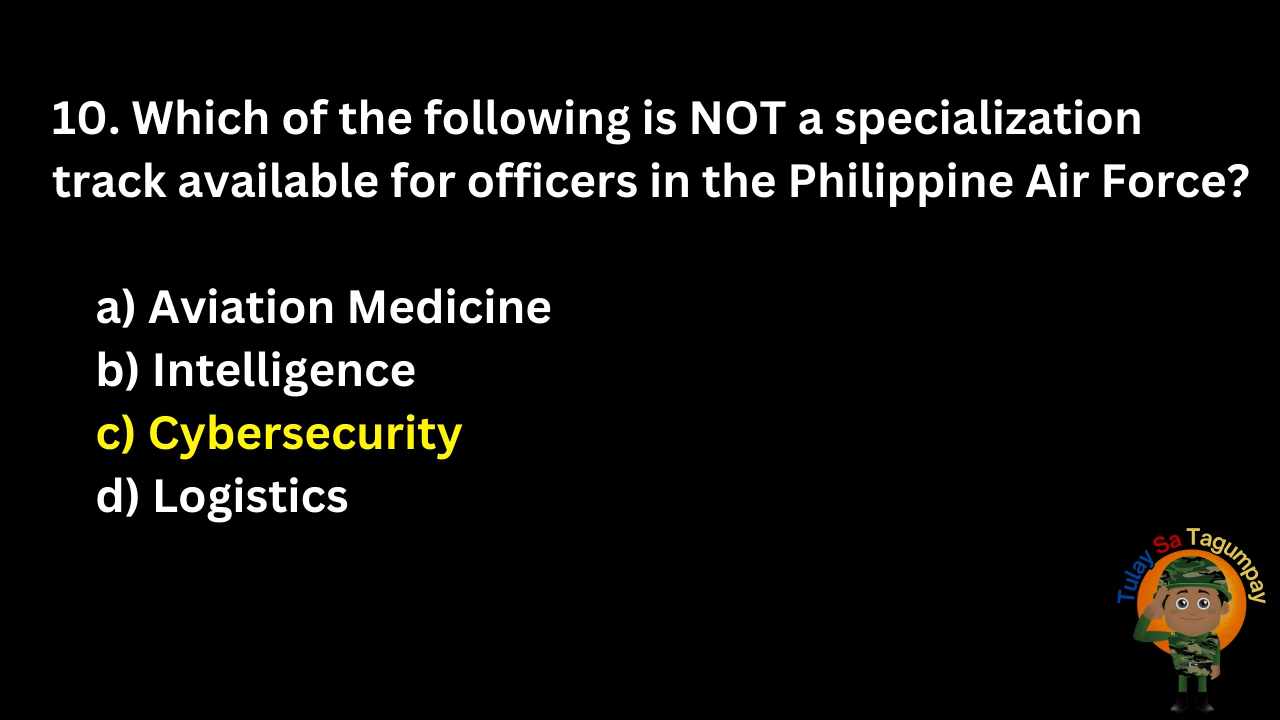 10. Which of the following is NOT a specialization
track available for officers in the Philippine Air Force?
a) Aviation Medicine
b) Intelligence
c) Cybersecurity
d) Logistics
Tulay Sa Tagumpay